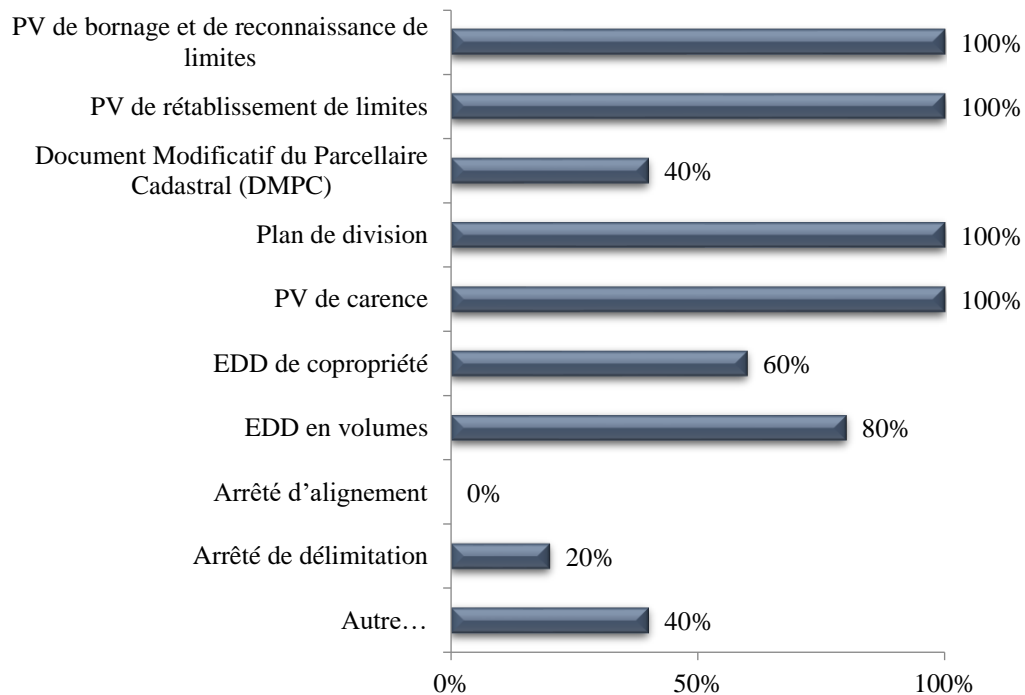 PV de bornage et de reconnaissance de
limites
100%
PV de rétablissement de limites
100%
Document Modificatif du Parcellaire
Cadastral (DMPC)
40%
Plan de division
100%
PV de carence
100%
EDD de copropriété
60%
EDD en volumes
80%
Arrêté d’alignement
0%
Arrêté de délimitation
20%
Autre…
40%
0%
50%
100%